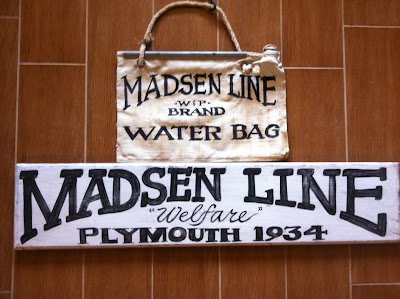 MADSEN LINE
W·P·
BRAND
WATER BAG
MADSEN LINE
"Welfare"
PLYMOUTH 1934